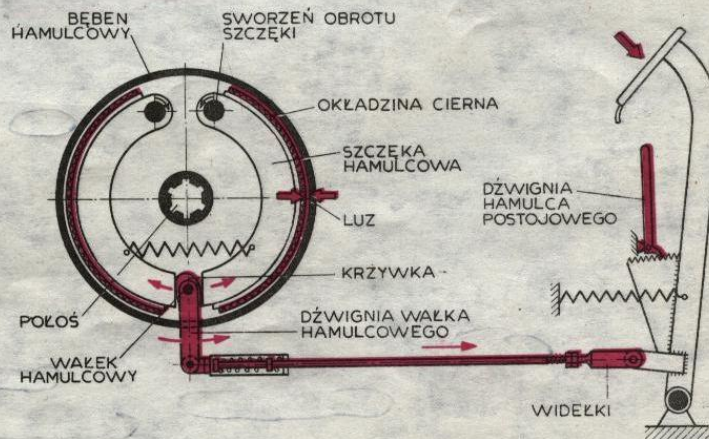 BĘBEN
HAMULCOWY
SWORZEŃ OBROTU
SZCZĘKI
OKŁADZINA CIERNA
SZCZĘKA
HAMULCOWA
LUZ
KRZYWKA
DŹWIGNIA WAŁKA
HAMULCOWEGO
POŁOŚ
WAŁEK
HAMULCOWY
DŹWIGNIA
HAMULCA
POSTOJOWEGO
WIDEŁKI